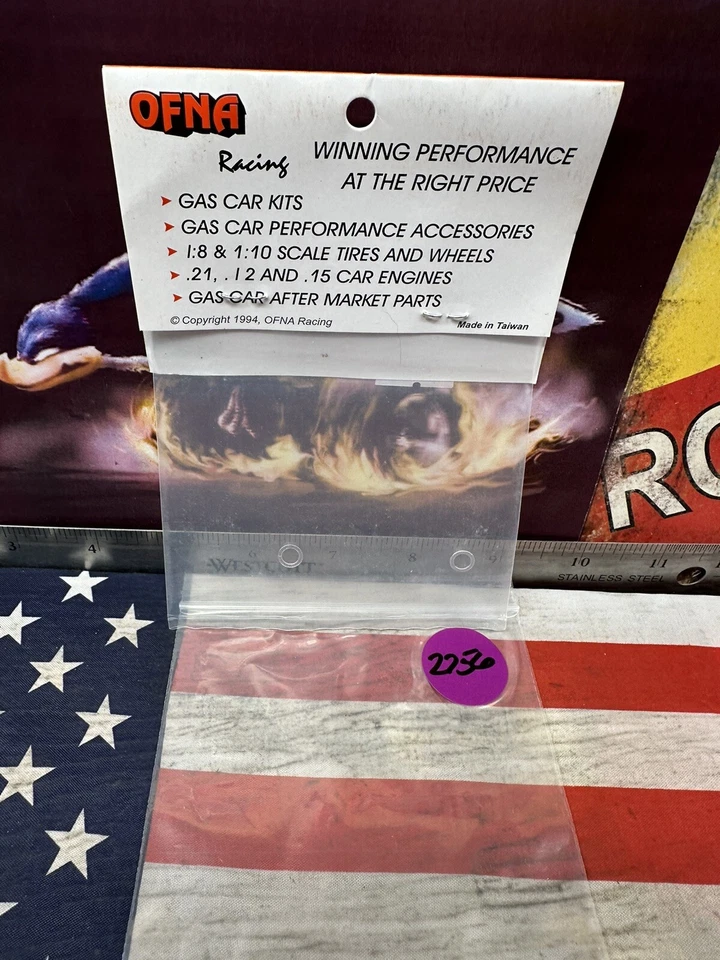 OFNA
Racing
WINNING PERFORMANCE
AT THE RIGHT PRICE
GAS CAR KITS
GAS CAR PERFORMANCE ACCESSORIES
1:8 & 1:10 SCALE TIRES AND WHEELS
.21, .12 AND .15 CAR ENGINES
GAS CAR AFTER MARKET PARTS
© Copyright 1994, OFNA Racing
Made in Taiwan
RO
3 4 6 7 8 9 10 11
WESTCOTT
STAINLESS STEEL
2256